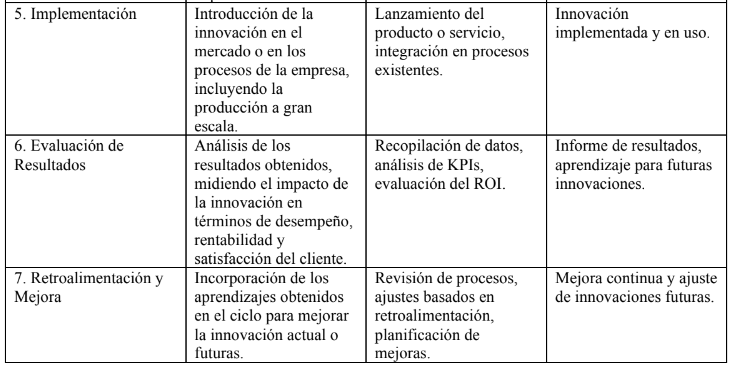 5. Implementación
Introducción de la
innovación en el
mercado o en los
procesos de la empresa,
incluyendo la
producción a gran
escala.
Lanzamiento del
producto o servicio,
integración en procesos
existentes.
Innovación
implementada y en uso.
6. Evaluación de
Resultados
Análisis de los
resultados obtenidos,
midiendo el impacto de
la innovación en
términos de desempeño,
rentabilidad y
satisfacción del cliente.
Recopilación de datos,
análisis de KPIs,
evaluación del ROI.
Informe de resultados,
aprendizaje para futuras
innovaciones.
7. Retroalimentación y
Mejora
Incorporación de los
aprendizajes obtenidos
en el ciclo para mejorar
la innovación actual o
futuras.
Revisión de procesos,
ajustes basados en
retroalimentación,
planificación de
mejoras.
Mejora continua y ajuste
de innovaciones futuras.